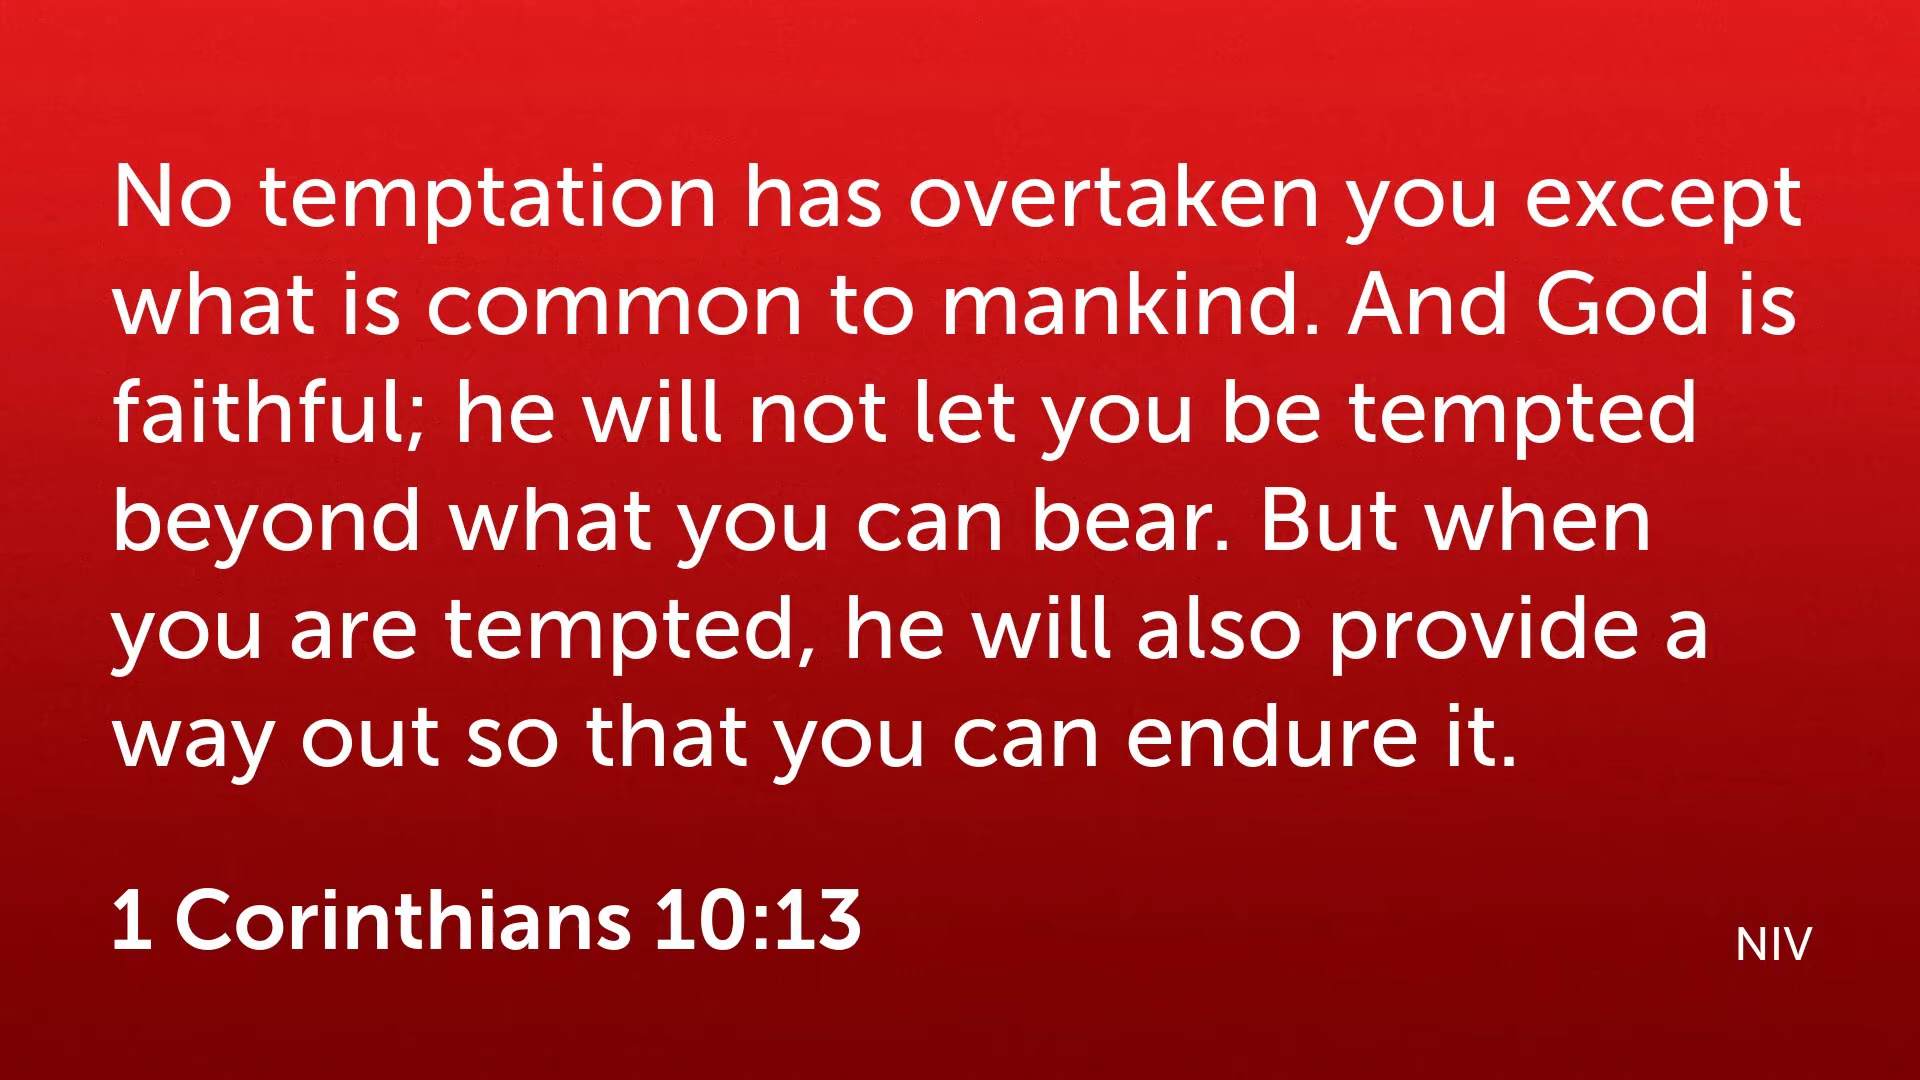 No temptation has overtaken you except
what is common to mankind. And God is
faithful; he will not let you be tempted
beyond what you can bear. But when
you are tempted, he will also provide a
way out so that you can endure it.
1 Corinthians 10:13
NIV